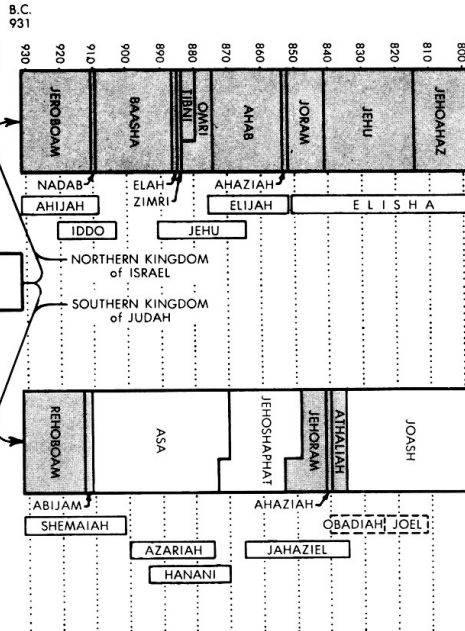 B.C.
931
930
920
910
900
890
880
870
860
850
840
830
820
810
800
JEROBOAM
BAASHA
TIBNI
OMRI
AHAB
JORAM
JEHU
JEHOAHAZ
NADAB
ELAH
ZIMRI
AHAZIAH
AHIJAH
ELIJAH
ELISHA
IDDO
JEHU
NORTHERN KINGDOM
of ISRAEL
SOUTHERN KINGDOM
of JUDAH
REHOBOAM
ASA
JEHOSHAPHAT
JEHORAM
ATHALIAH
JOASH
ABIJAM
AHAZIAH
SHEMAIAH
OBADIAH
JOEL
AZARIAH
JAHAZIEL
HANANI